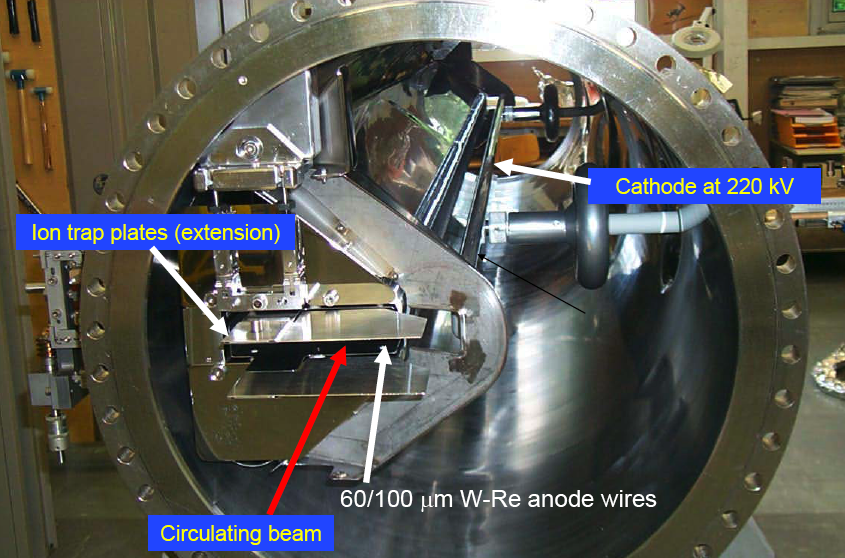 Cathode at 220 kV
Ion trap plates (extension)
60/100 μm W-Re anode wires
Circulating beam